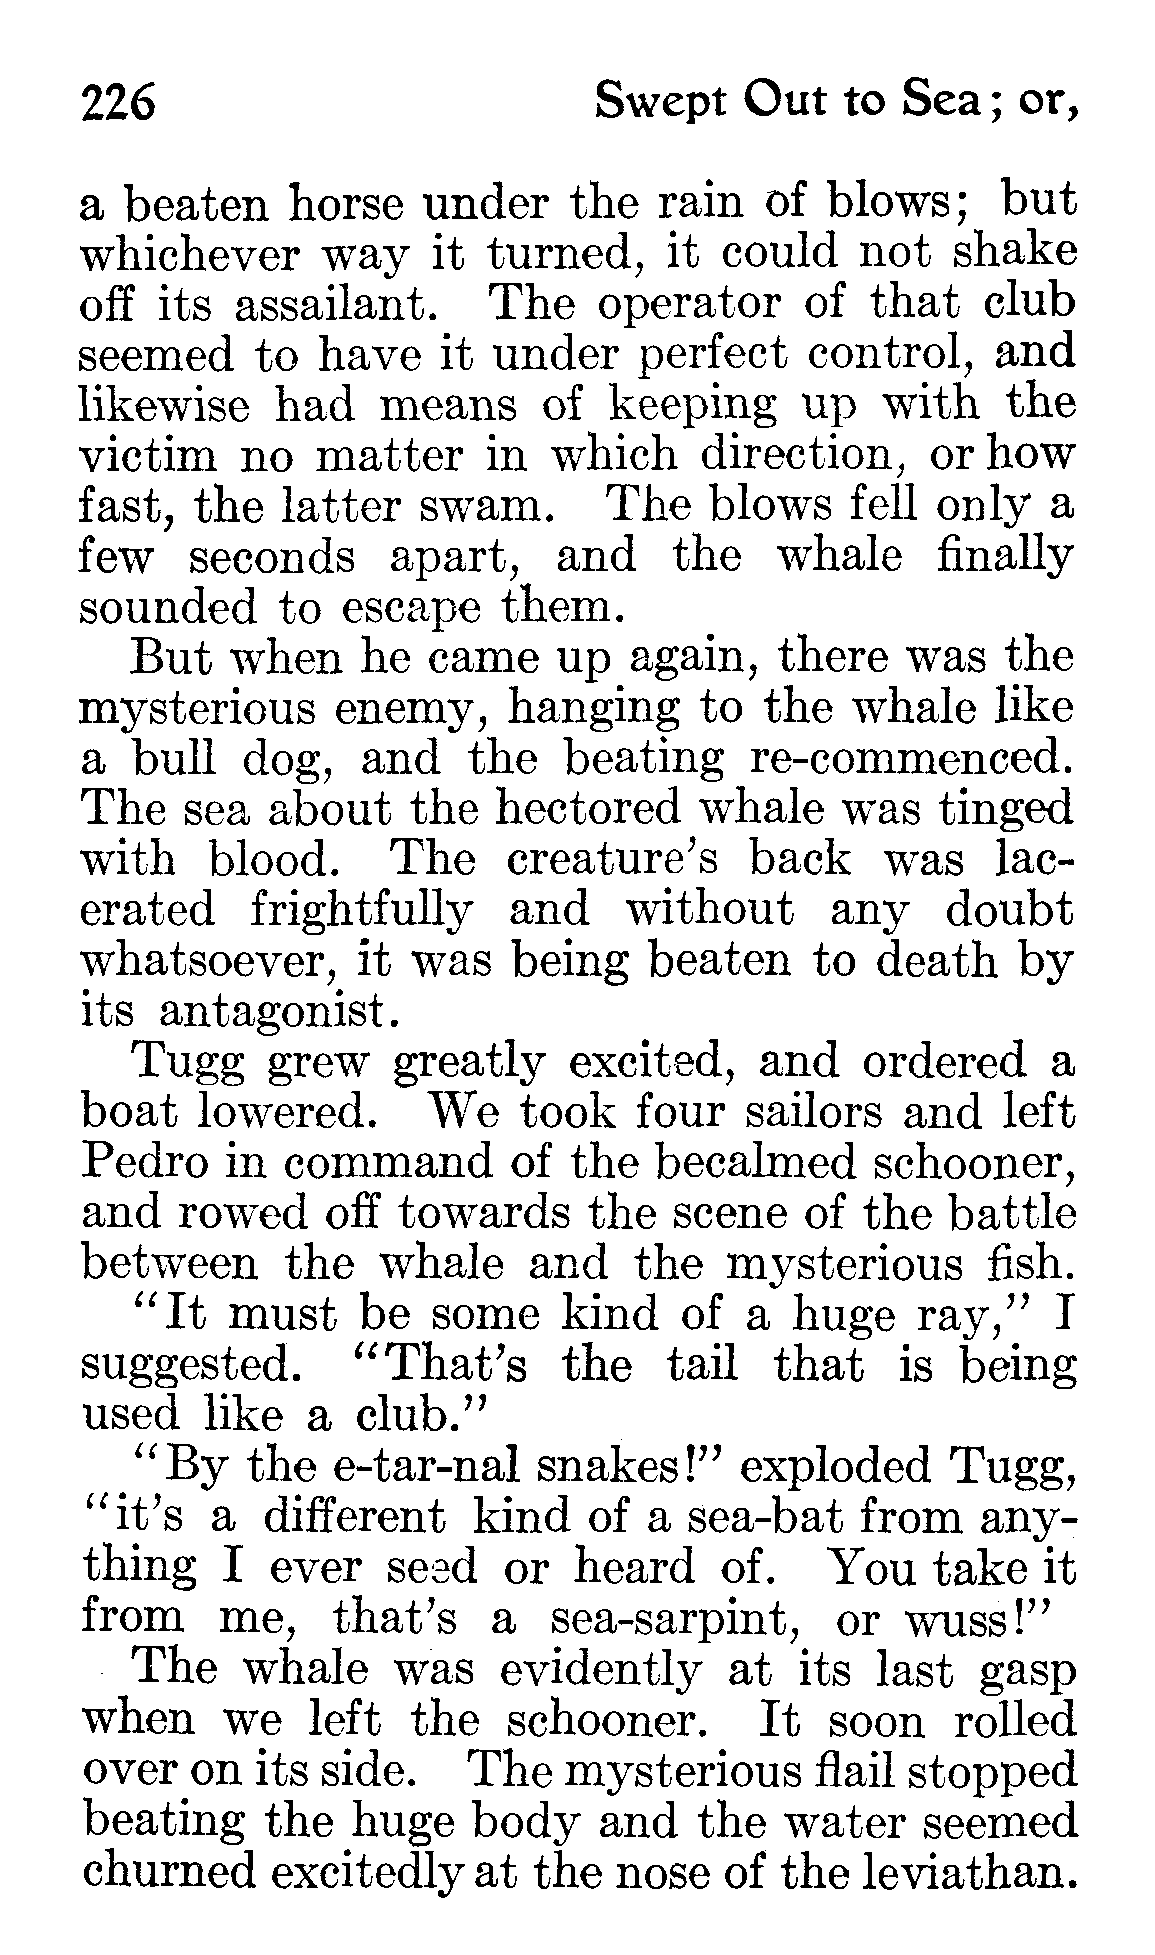 226 Swept Out to Sea; or,
a beaten horse under the rain of blows; but
whichever way it turned, it could not shake
off its assailant. The operator of that club
seemed to have it under perfect control, and
likewise had means of keeping up with the
victim no matter in which direction, or how
fast, the latter swam. The blows fell only a
few seconds apart, and the whale finally
sounded to escape them.
But when he came up again, there was the
mysterious enemy, hanging to the whale like
a bull dog, and the beating re-commenced.
The sea about the hectored whale was tinged
with blood. The creature's back was lac-
erated frightfully and without any doubt
whatsoever, it was being beaten to death by
its antagonist.
Tugg grew greatly excited, and ordered a
boat lowered. We took four sailors and left
Pedro in command of the becalmed schooner,
and rowed off towards the scene of the battle
between the whale and the mysterious fish.
"It must be some kind of a huge ray," I
suggested. "That's the tail that is being
used like a club."
"By the e-tar-nal snakes!" exploded Tugg,
"it's a different kind of a sea-bat from any-
thing I ever seed or heard of. You take it
from me, that's a sea-sarpint, or wuss!"
The whale was evidently at its last gasp
when we left the schooner. It soon rolled
over on its side. The mysterious flail stopped
beating the huge body and the water seemed
churned excitedly at the nose of the leviathan.